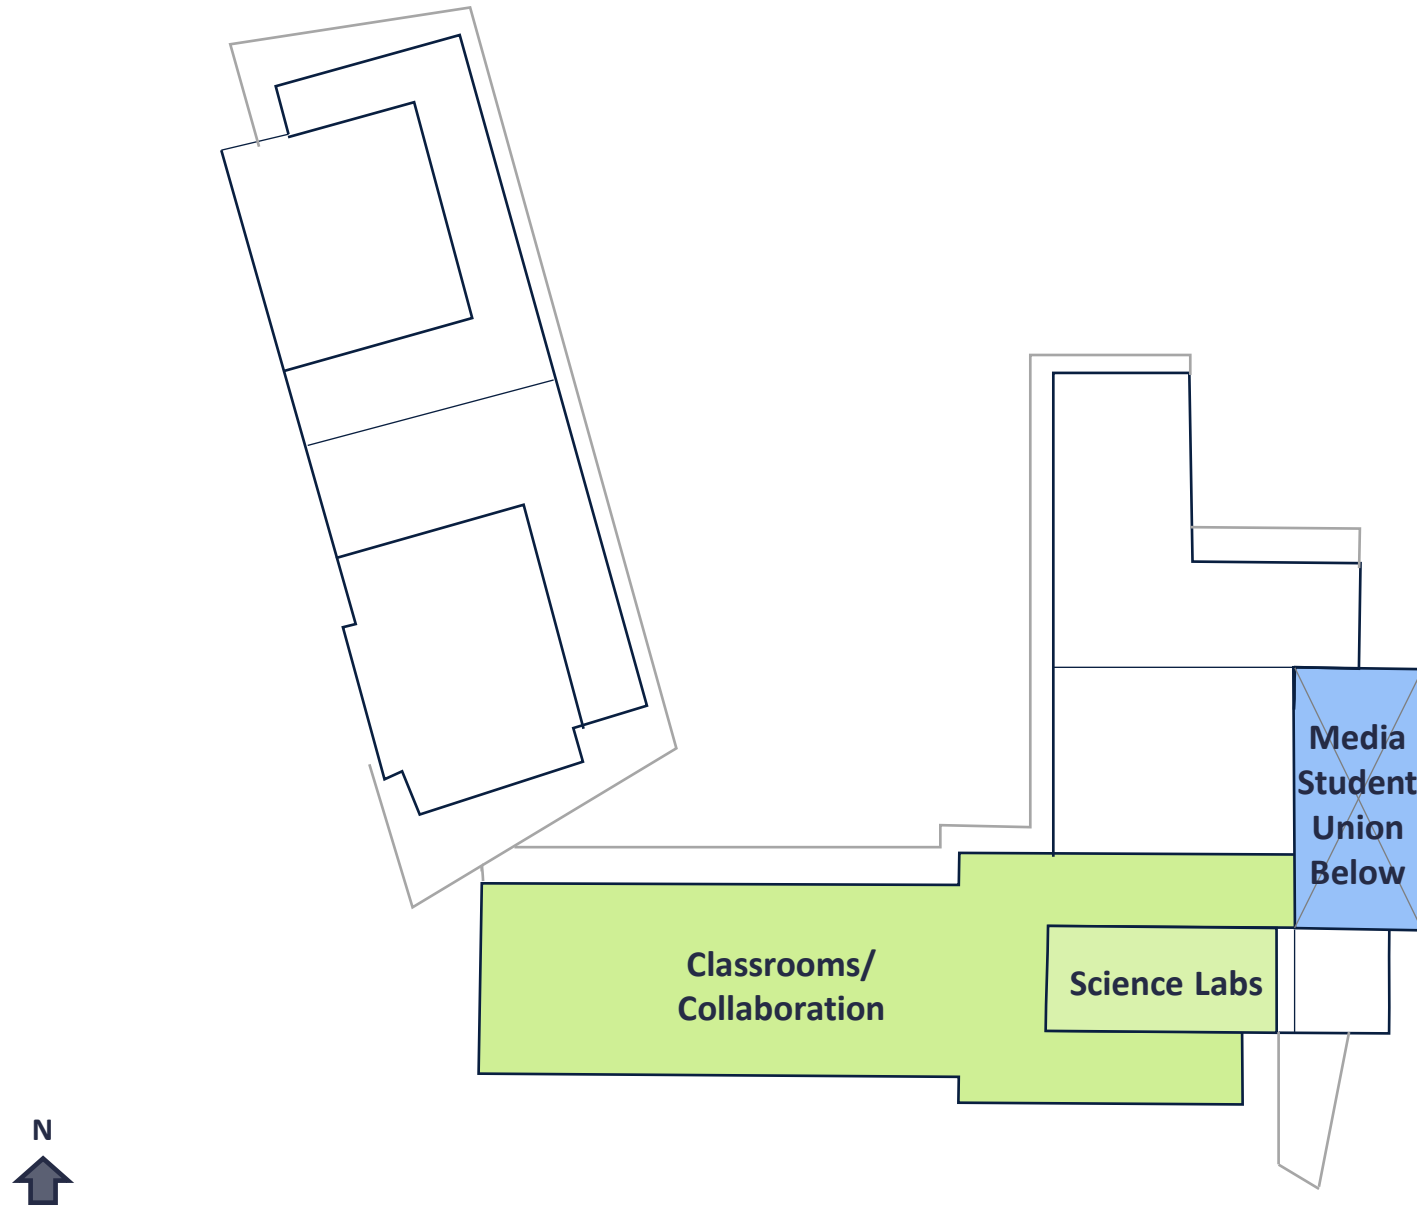 Media
Student
Union
Below
Classrooms/
Collaboration
Science Labs
N